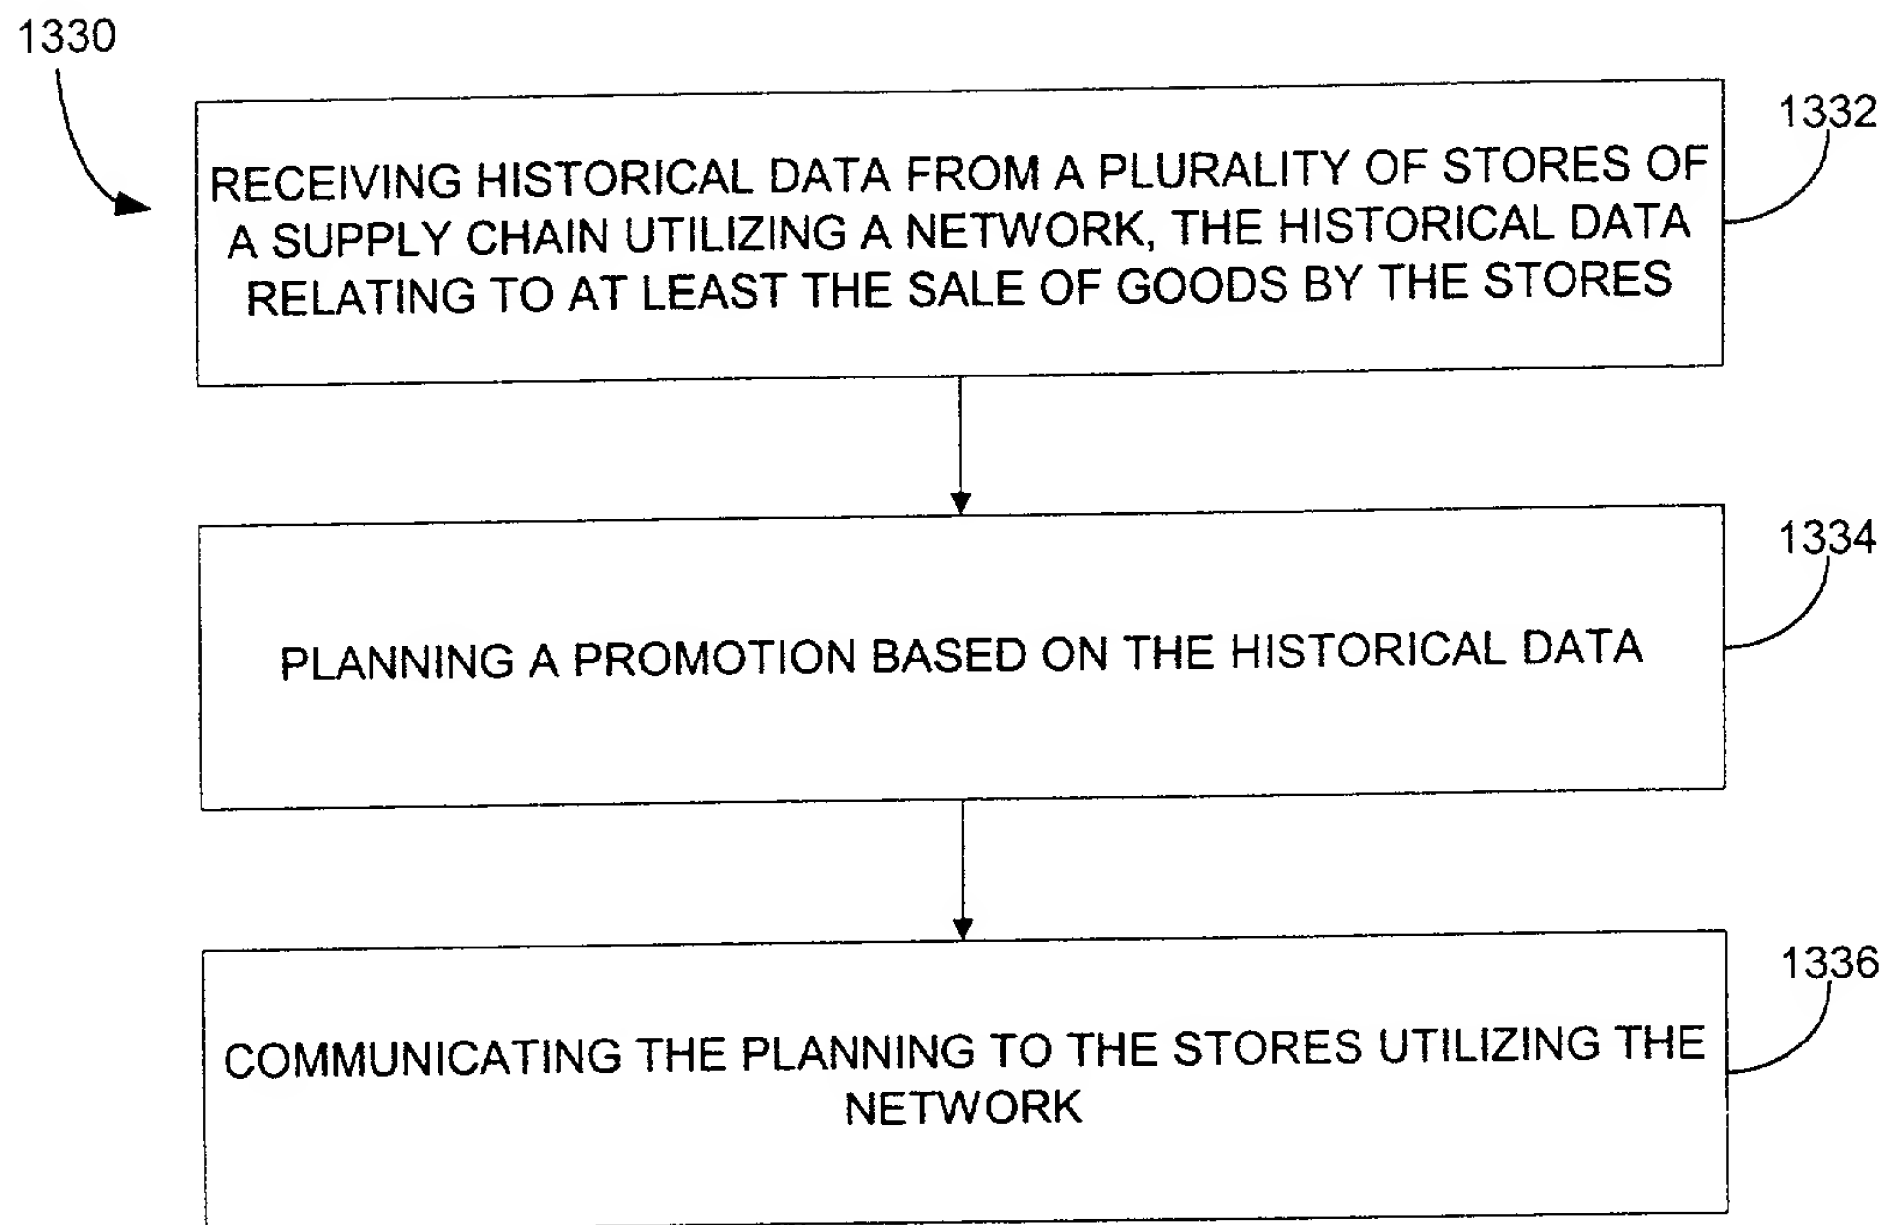 1330
1332
RECEIVING HISTORICAL DATA FROM A PLURALITY OF STORES OF
A SUPPLY CHAIN UTILIZING A NETWORK, THE HISTORICAL DATA
RELATING TO AT LEAST THE SALE OF GOODS BY THE STORES
1334
PLANNING A PROMOTION BASED ON THE HISTORICAL DATA
1336
COMMUNICATING THE PLANNING TO THE STORES UTILIZING THE
NETWORK